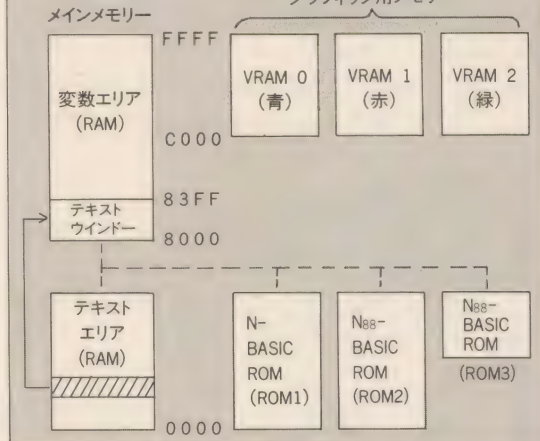 メインメモリー
FFFF
変数エリア
(RAM)
C000
83FF
テキスト
ウインドー
8000
VRAM 0
(青)
VRAM 1
(赤)
VRAM 2
(緑)
テキスト
エリア
(RAM)
0000
N-
BASIC
ROM
(ROM1)
N88-
BASIC
ROM
(ROM2)
N88-
BASIC
ROM
(ROM3)